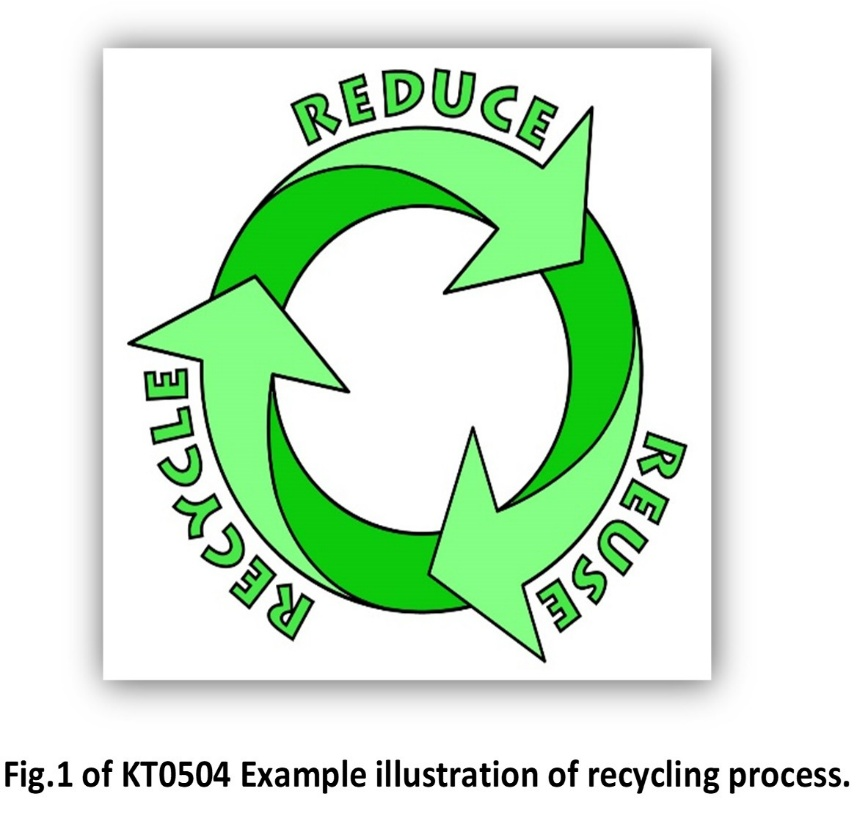 REDUCE
REUSE
RECYCLE
Fig.1 of KT0504 Example illustration of recycling process.